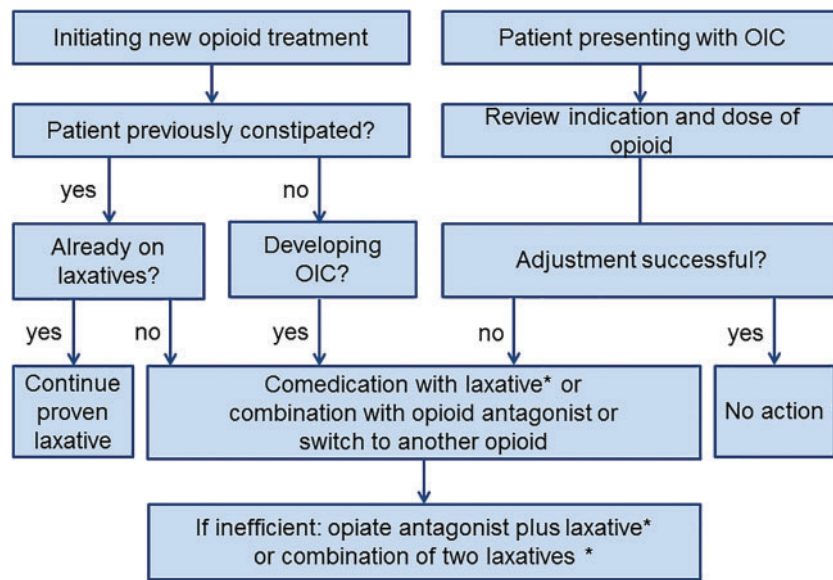 Initiating new opioid treatment
Patient presenting with OIC
Patient previously constipated?
Review indication and dose of
opioid
yes
no
Already on
laxatives?
Developing
OIC?
Adjustment successful?
yes
no
yes
no
yes
Continue
proven
laxative
Comedication with laxative* or
combination with opioid antagonist or
switch to another opioid
No action
If inefficient: opiate antagonist plus laxative*
or combination of two laxatives *